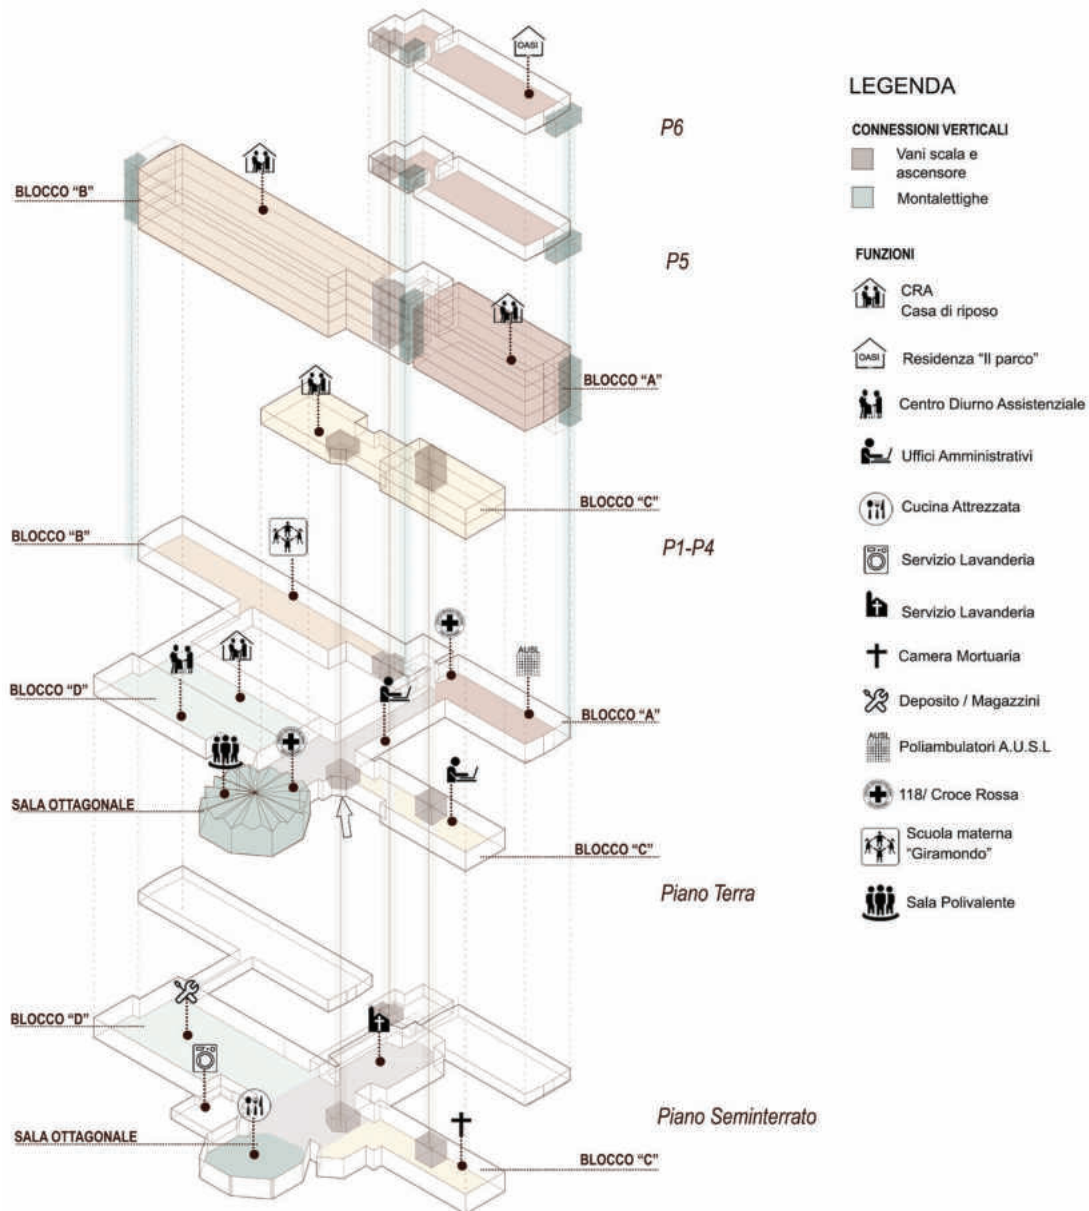 OASI
P6
BLOCCO “B”
P5
BLOCCO “A”
BLOCCO “C”
BLOCCO “B”
P1-P4
AUSL
BLOCCO “D”
BLOCCO “A”
SALA OTTAGONALE
BLOCCO “C”
Piano Terra
BLOCCO “D”
Piano Seminterrato
SALA OTTAGONALE
BLOCCO “C”
LEGENDA
CONNESSIONI VERTICALI
Vani scala e
ascensore
Montalettighe
FUNZIONI
CRA
Casa di riposo
OASI
Residenza “Il parco”
Centro Diurno Assistenziale
Uffici Amministrativi
Cucina Attrezzata
Servizio Lavanderia
Servizio Lavanderia
Camera Mortuaria
Deposito / Magazzini
AUSL
Poliambulatori A.U.S.L
118/ Croce Rossa
Scuola materna
“Giramondo”
Sala Polivalente